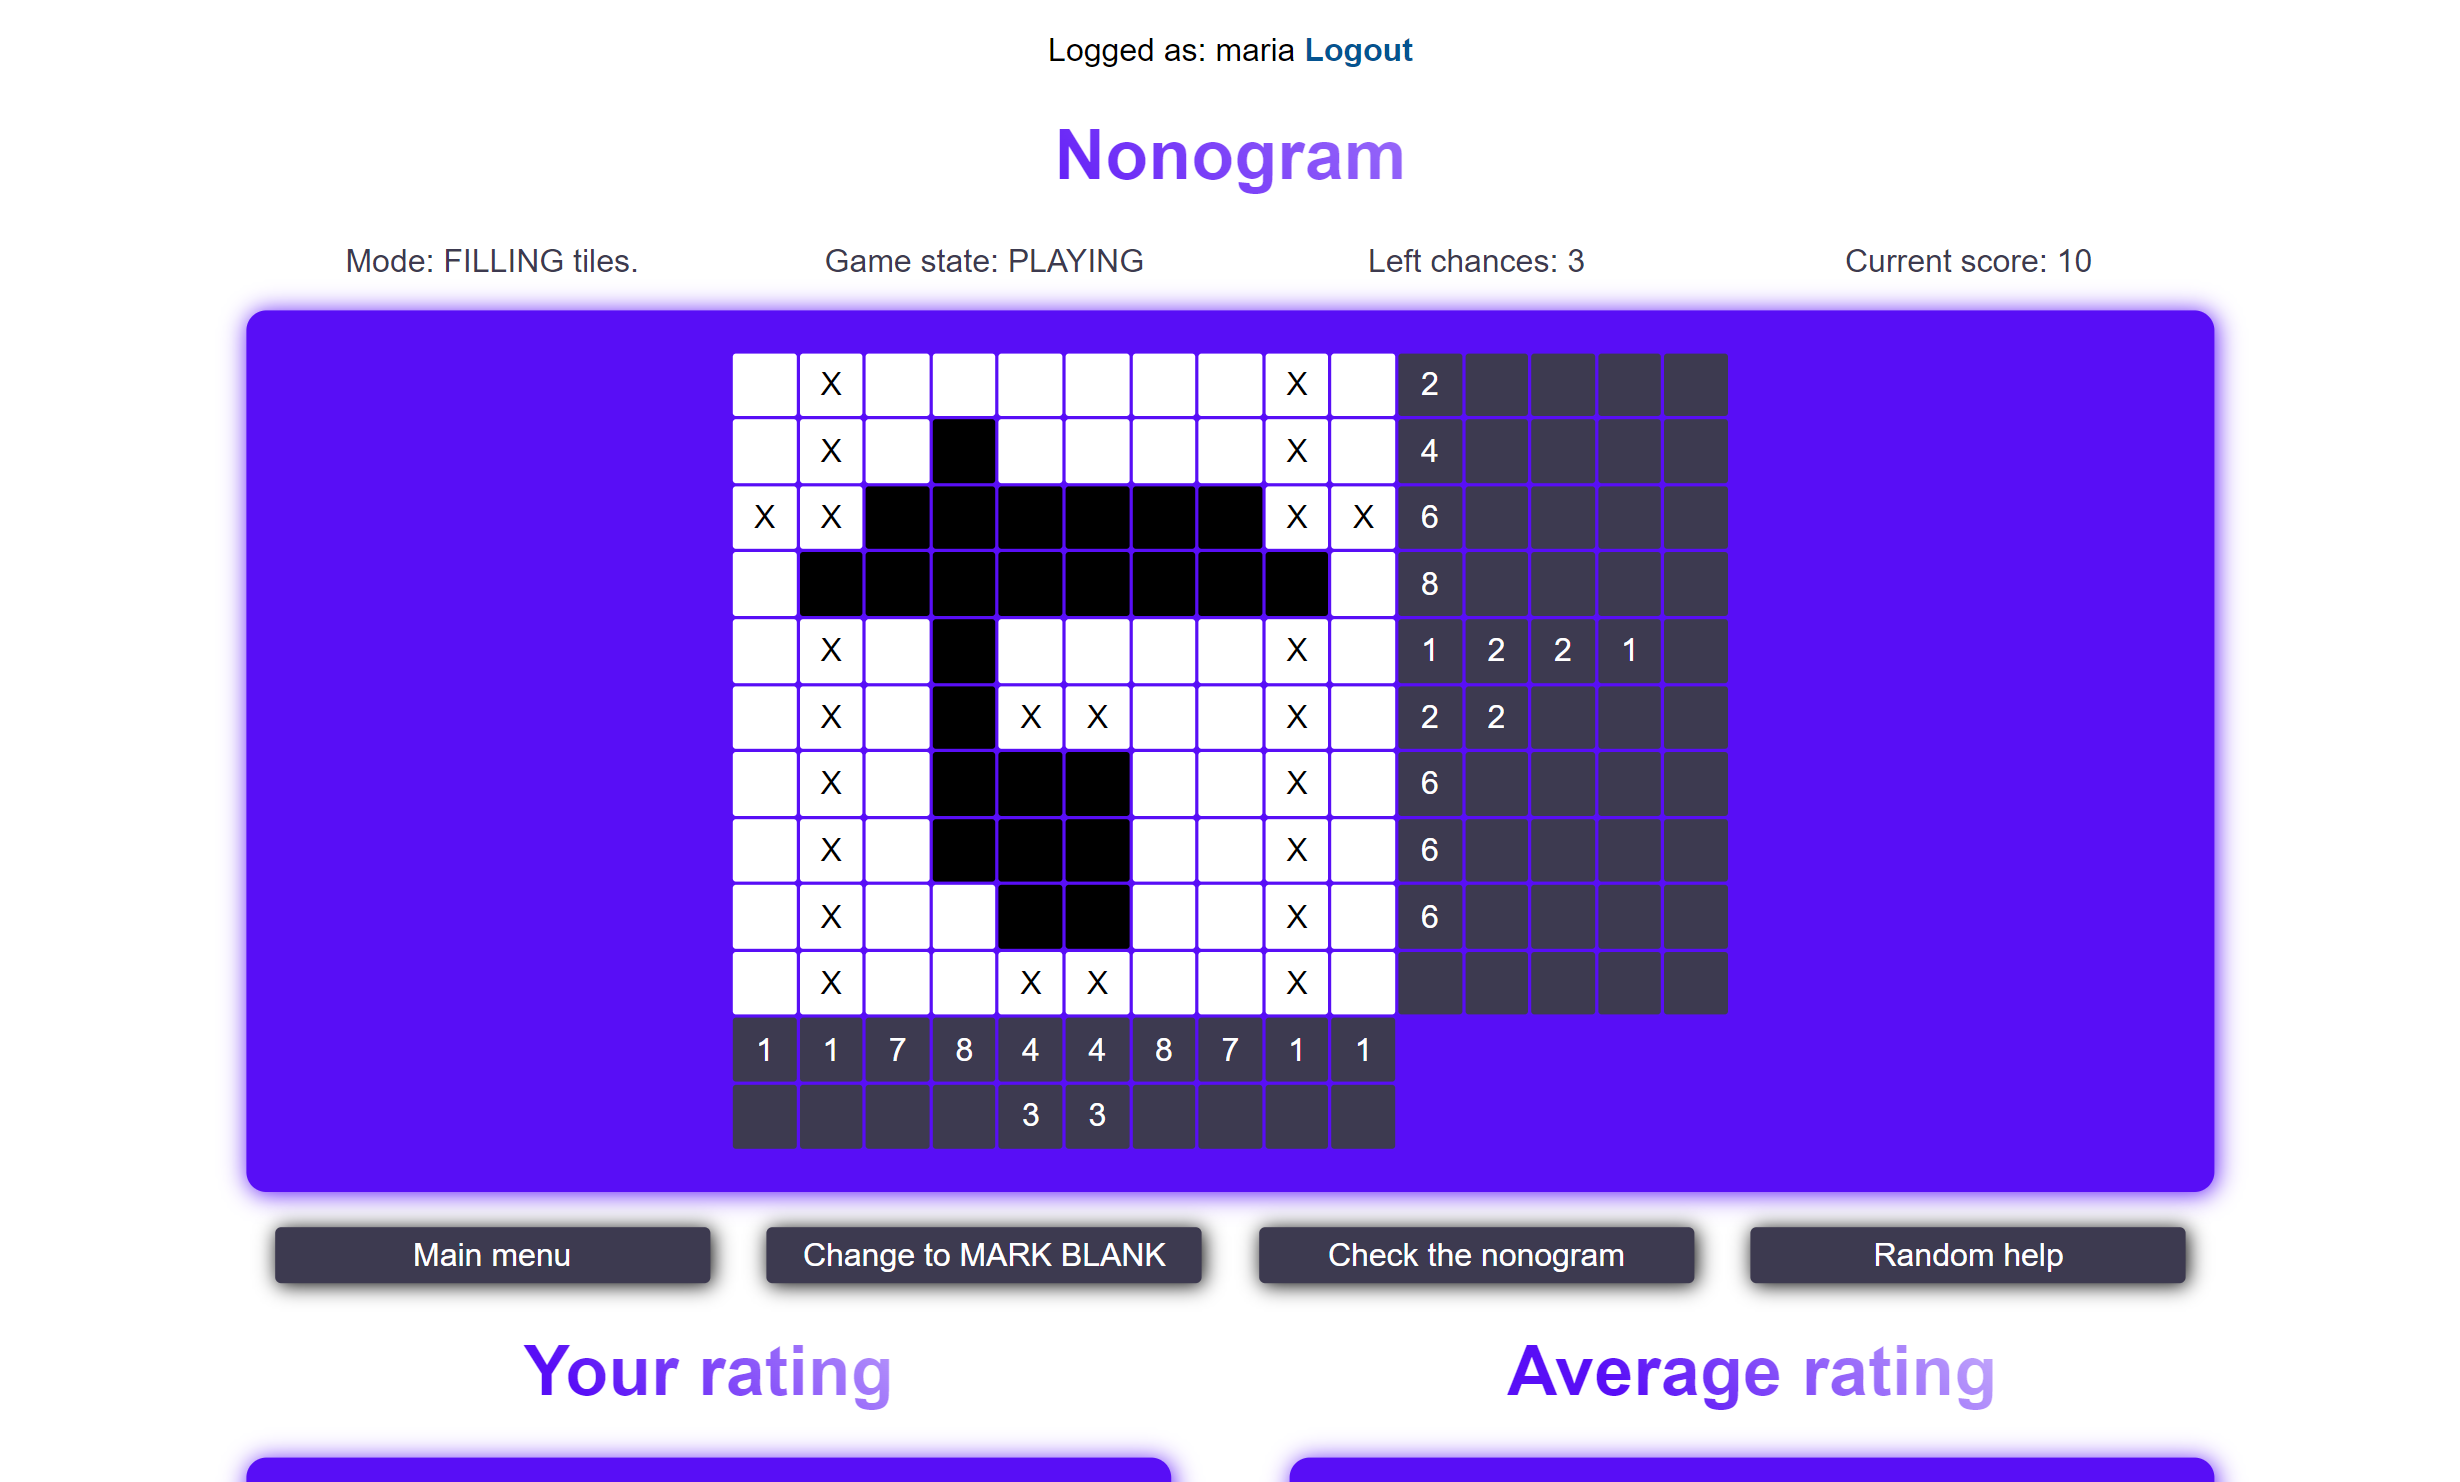 Logged as: maria Logout
Nonogram
Mode: FILLING tiles. Game state: PLAYING Left chances: 3 Current score: 10
X X 2
X X 4
X X X X 6
8
X X 1 2 2 1
X X X X 2 2
X X 6
X X 6
X X 6
X X X X
1 1 7 8 4 4 8 7 1 1
3 3
Main menu Change to MARK BLANK Check the nonogram Random help
Your rating Average rating